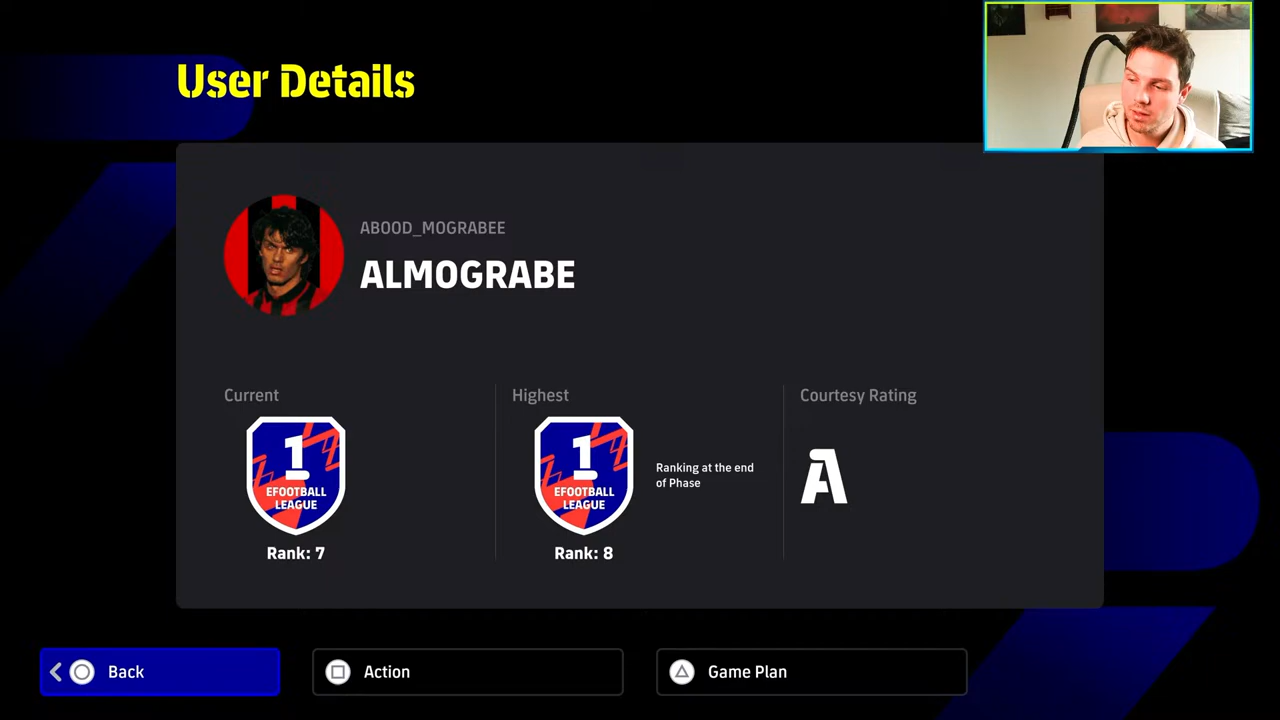 User Details
ABOOD_MOGRABEE
ALMOGRABE
Current
1
EFOOTBALL
LEAGUE
Rank: 7
Highest
1
EFOOTBALL
LEAGUE
Rank: 8
Ranking at the end
of Phase
Courtesy Rating
A
Back
Action
Game Plan